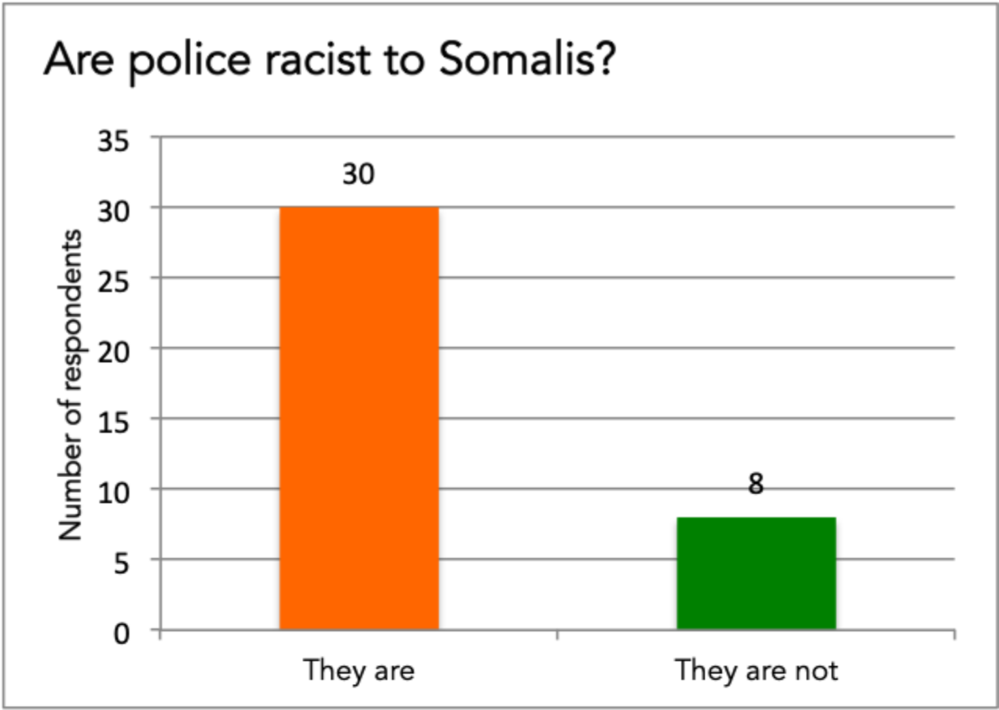 Are police racist to Somalis?
Number of respondents
35
30
30
25
20
15
10
8
5
0
They are
They are not